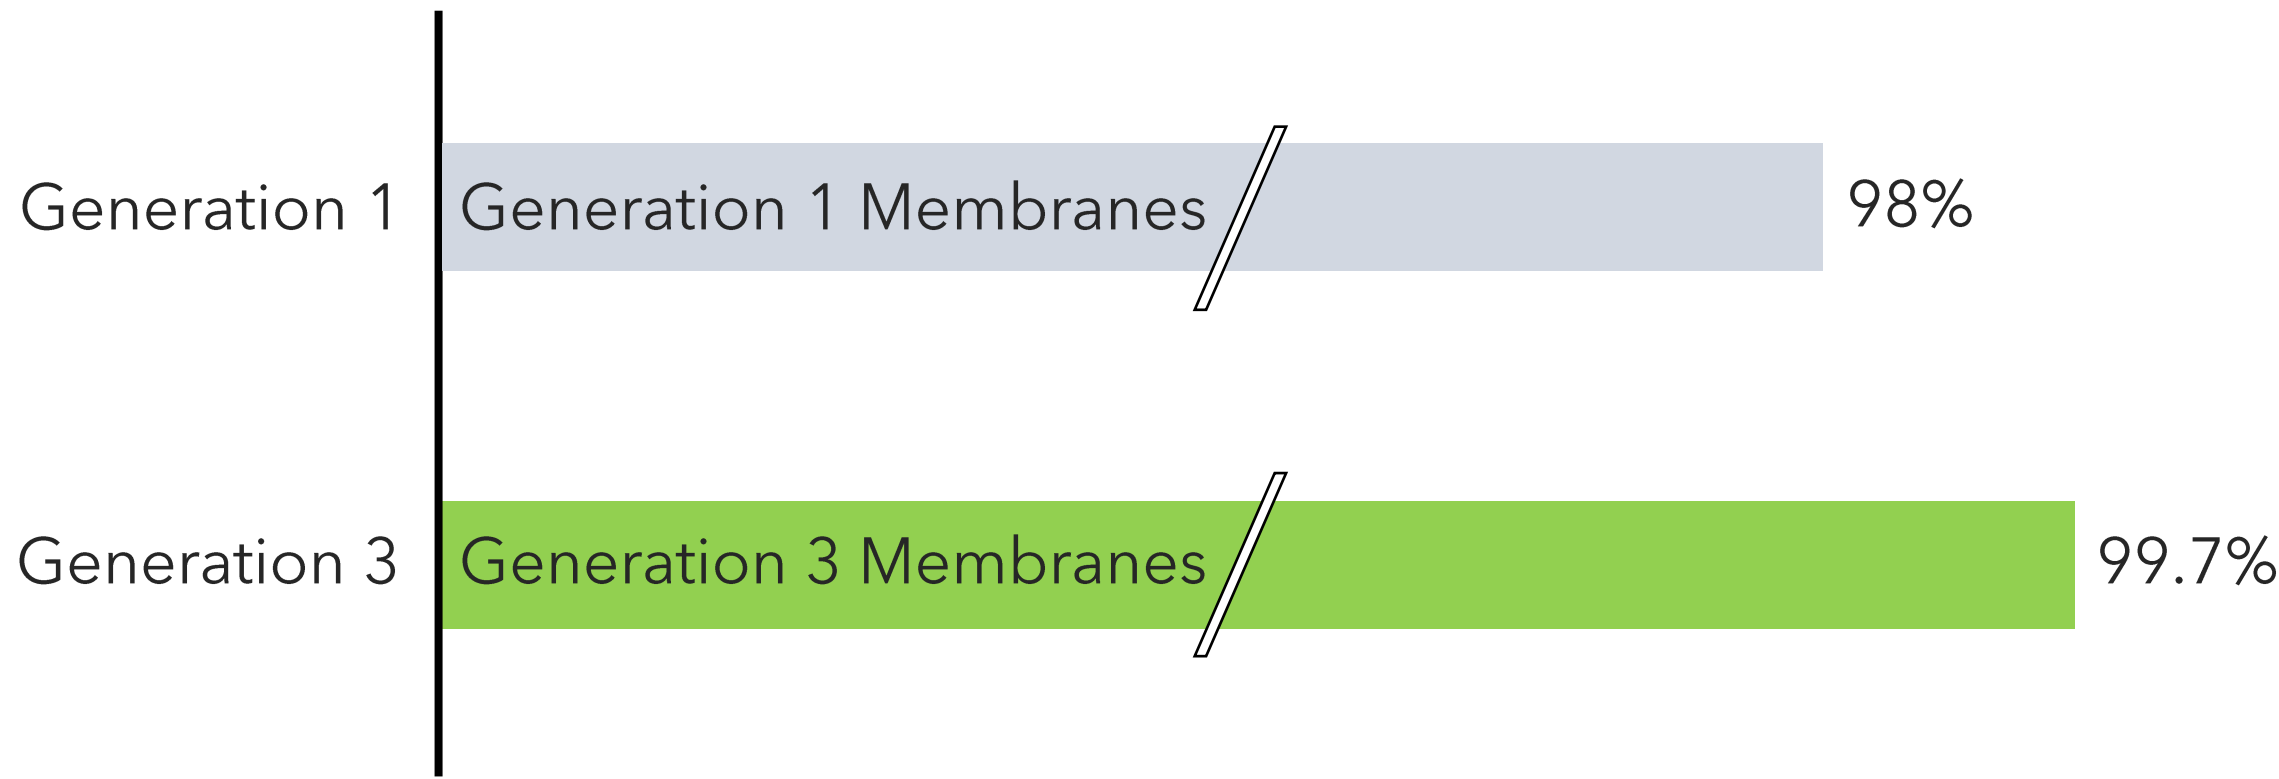 Generation 1
Generation 1 Membranes
98%
Generation 3
Generation 3 Membranes
99.7%